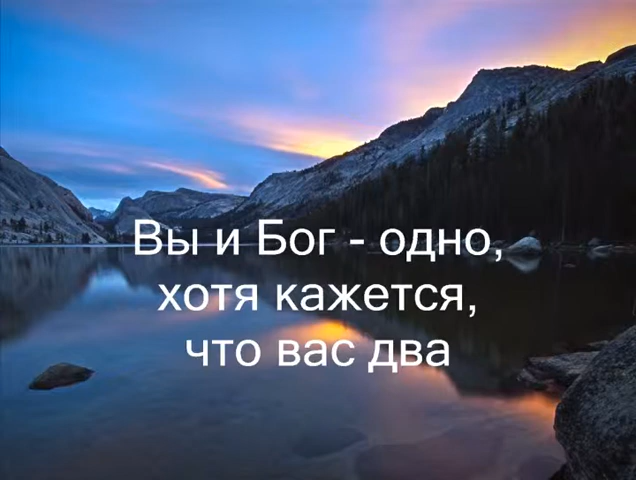 Вы и Бог - одно,
хотя кажется,
что вас два